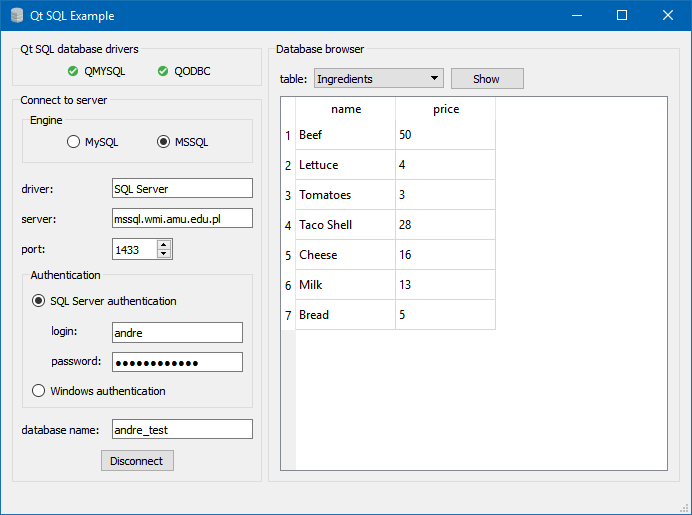 Qt SQL Example
Qt SQL database drivers
QMYSQL QODBC
Connect to server
Engine
MySQL MSSQL
driver: SQL Server
server: mssql.wmi.amu.edu.pl
port: 1433
Authentication
SQL Server authentication
login: andre
password: ●●●●●●●●●●●●
Windows authentication
database name: andre_test
Disconnect
Database browser
table: Ingredients Show
name price
1 Beef 50
2 Lettuce 4
3 Tomatoes 3
4 Taco Shell 28
5 Cheese 16
6 Milk 13
7 Bread 5